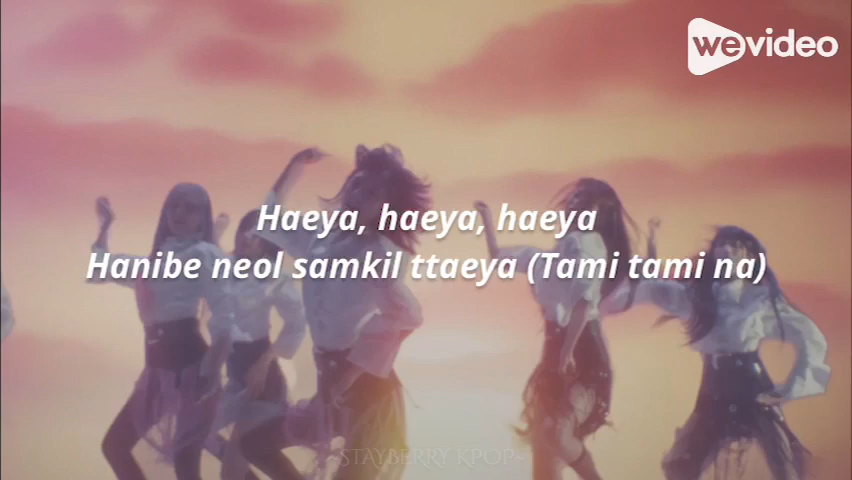 wevideo
Haeya, haeya, haeya
Hanibe neol samkil ttaeya (Tami tami na)
~STAYBERRY KPOP~